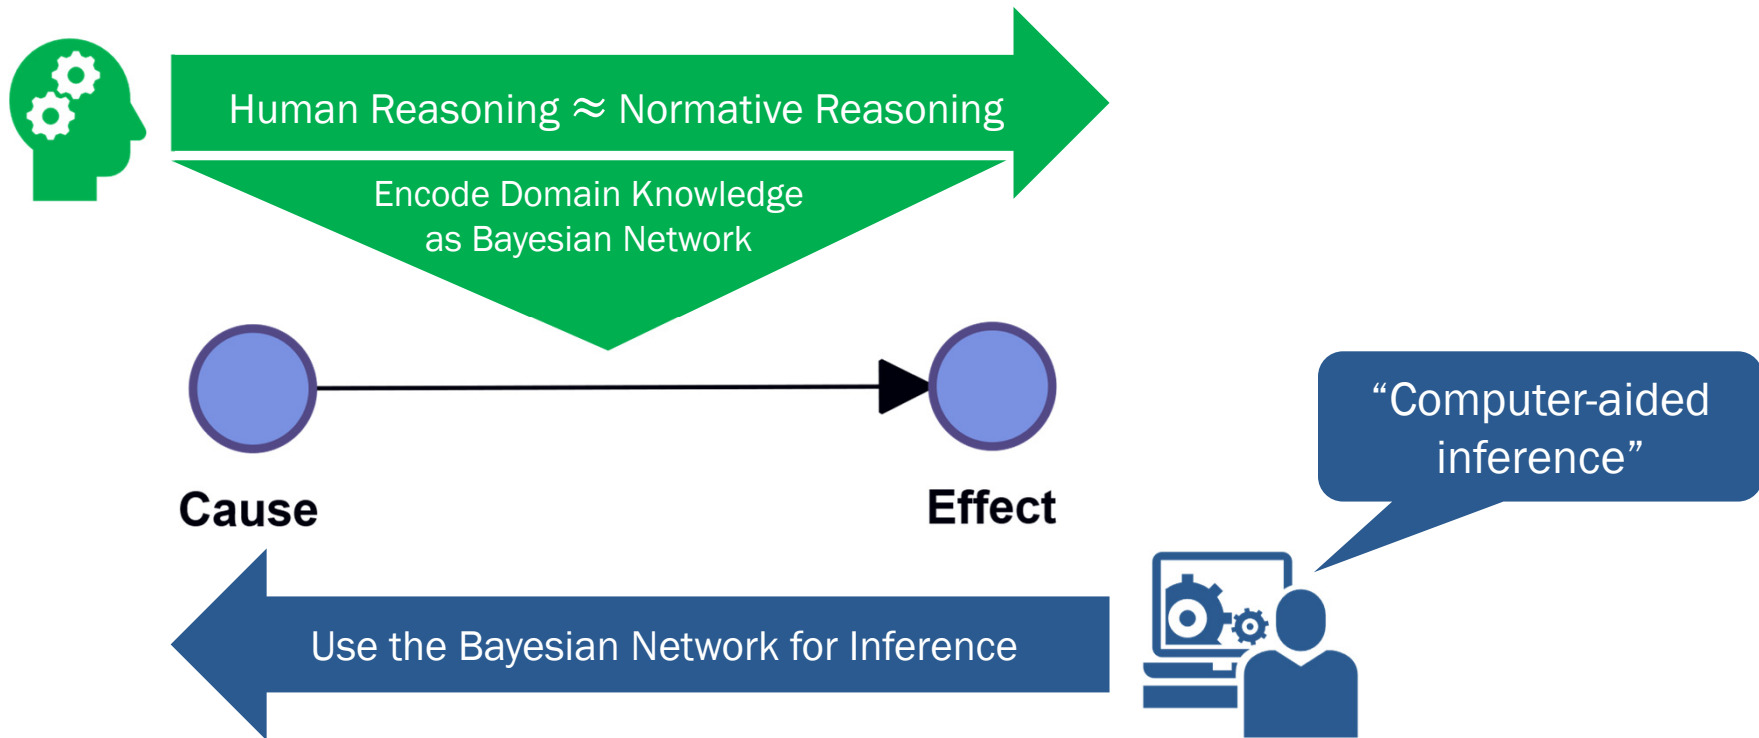 Human Reasoning ≈ Normative Reasoning
Encode Domain Knowledge
as Bayesian Network
Cause
Effect
“Computer-aided
inference”
Use the Bayesian Network for Inference